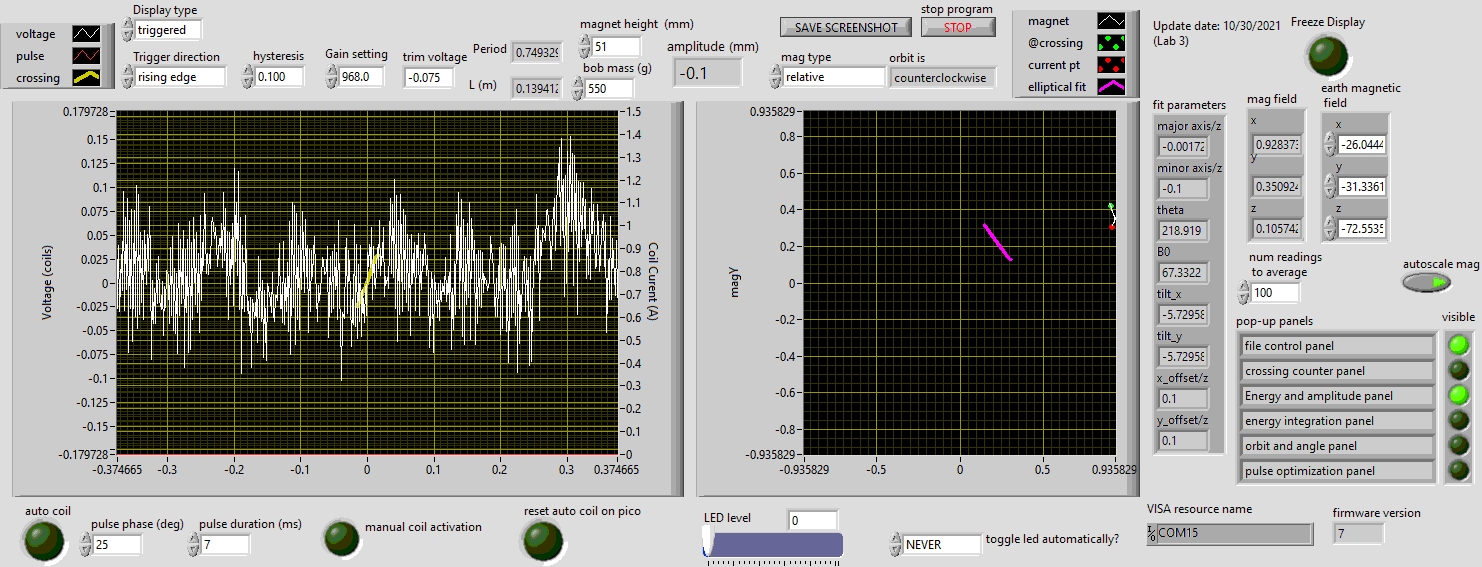 voltage
pulse
crossing
Display type
triggered
Trigger direction
rising edge
hysteresis
0.100
Gain setting
968.0
trim voltage
-0.075
Period
0.749329
L (m)
0.139412
magnet height (mm)
51
bob mass (g)
550
amplitude (mm)
-0.1
SAVE SCREENSHOT
stop program
STOP
mag type
relative
orbit is
counterclockwise
magnet
@crossing
current pt
elliptical fit
Update date: 10/30/2021
(Lab 3)
Freeze Display
Voltage (coils)
0.179728
0.15
0.125
0.1
0.075
0.05
0.025
0
-0.025
-0.05
-0.075
-0.1
-0.125
-0.15
-0.179728
-0.374665
-0.3
-0.2
-0.1
0
0.1
0.2
0.3
0.374665
1.5
1.4
1.3
1.2
1.1
1
0.9
0.8
0.7
0.6
0.5
0.4
0.3
0.2
0.1
0
Coil Curent (A)
magy
0.935829
0.8
0.6
0.4
0.2
0
-0.2
-0.4
-0.6
-0.8
-0.935829
-0.935829
-0.5
0
0.5
0.935829
fit parameters
major axis/z
-0.00172
minor axis/z
-0.1
theta
218.919
B0
67.3322
tilt_x
-5.72958
tilt_y
-5.72958
x_offset/z
0.1
y_offset/z
0.1
mag field
x
0.928373
y
0.350924
z
0.105742
earth magnetic
field
x
-26.0444
y
-31.3361
z
-72.5535
num readings
to average
100
autoscale mag
pop-up panels
visible
file control panel
crossing counter panel
Energy and amplitude panel
energy integration panel
orbit and angle panel
pulse optimization panel
auto coil
pulse phase (deg)
25
pulse duration (ms)
7
manual coil activation
reset auto coil on pico
LED level
0
NEVER
toggle led automatically?
VISA resource name
COM15
firmware version
7